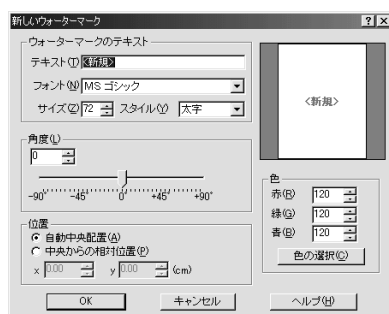 新しいウォーターマーク
ウォーターマークのテキスト
テキスト(T) <新規>
フォント(N) MS ゴシック
サイズ(Z) 72 スタイル(Y) 太字
<新規>
角度(L)
0
-90° -45° 0° +45° +90°
色
赤(R) 120
緑(G) 120
青(B) 120
色の選択(C)
位置
自動中央配置(A)
中央からの相対位置(P)
x 0.00 y 0.00 (cm)
OK キャンセル ヘルプ(H)